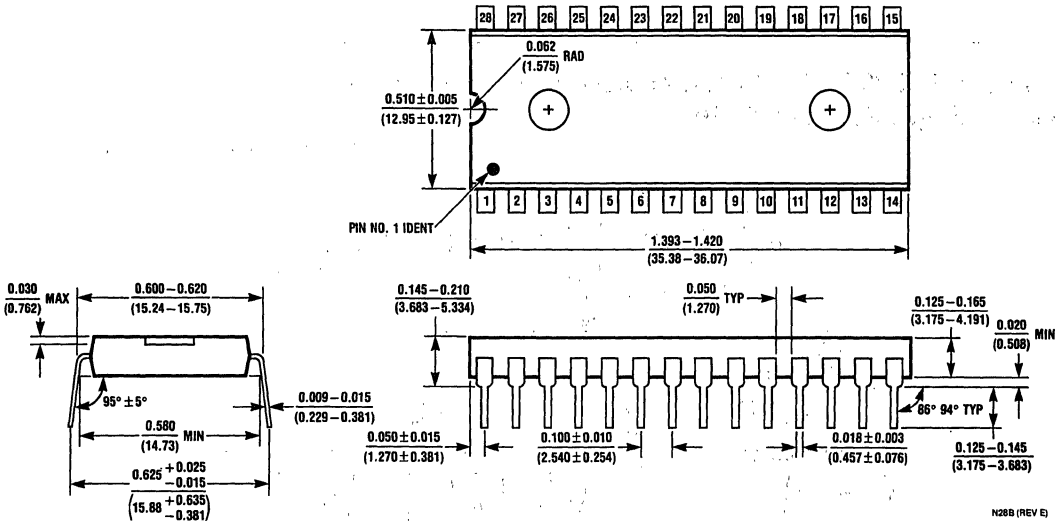 28 27 26 25 24 23 22 21 20 19 18 17 16 15
0.062
(1.575)
RAD
0.510 ± 0.005
(12.95 ± 0.127)
PIN NO. 1 IDENT
1 2 3 4 5 6 7 8 9 10 11 12 13 14
1.393 – 1.420
(35.38 – 36.07)
0.030
(0.762)
MAX
0.600 – 0.620
(15.24 – 15.75)
95° ± 5°
0.009 – 0.015
(0.229 – 0.381)
0.580
(14.73)
MIN
0.625 + 0.025
– 0.015
(15.88 + 0.635)
– 0.381
0.145 – 0.210
(3.683 – 5.334)
0.050
(1.270)
TYP
0.125 – 0.165
(3.175 – 4.191)
0.020
(0.508)
MIN
86° 94° TYP
0.050 ± 0.015
(1.270 ± 0.381)
0.100 ± 0.010
(2.540 ± 0.254)
0.018 ± 0.003
(0.457 ± 0.076)
0.125 – 0.145
(3.175 – 3.683)
N28B (REV E)